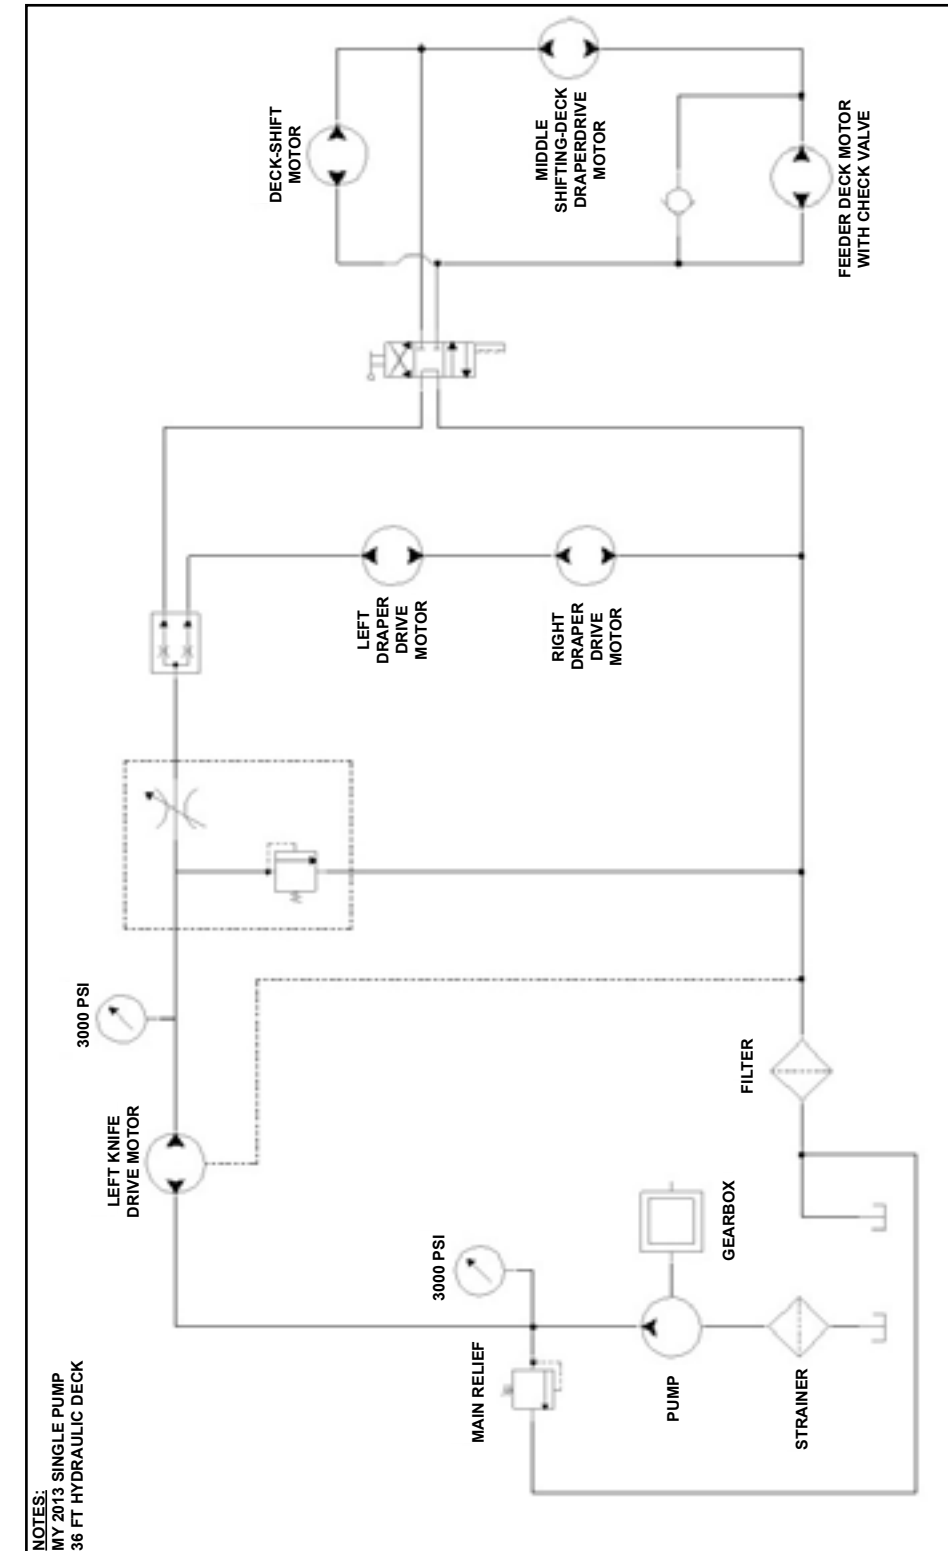 DECK-SHIFT
MOTOR
MIDDLE
SHIFTING-DECK
DRAPERDRIVE
MOTOR
FEEDER DECK MOTOR
WITH CHECK VALVE
LEFT
DRAPER
DRIVE
MOTOR
RIGHT
DRAPER
DRIVE
MOTOR
3000 PSI
LEFT KNIFE
DRIVE MOTOR
FILTER
3000 PSI
GEARBOX
MAIN RELIEF
PUMP
STRAINER
NOTES:
MY 2013 SINGLE PUMP
36 FT HYDRAULIC DECK